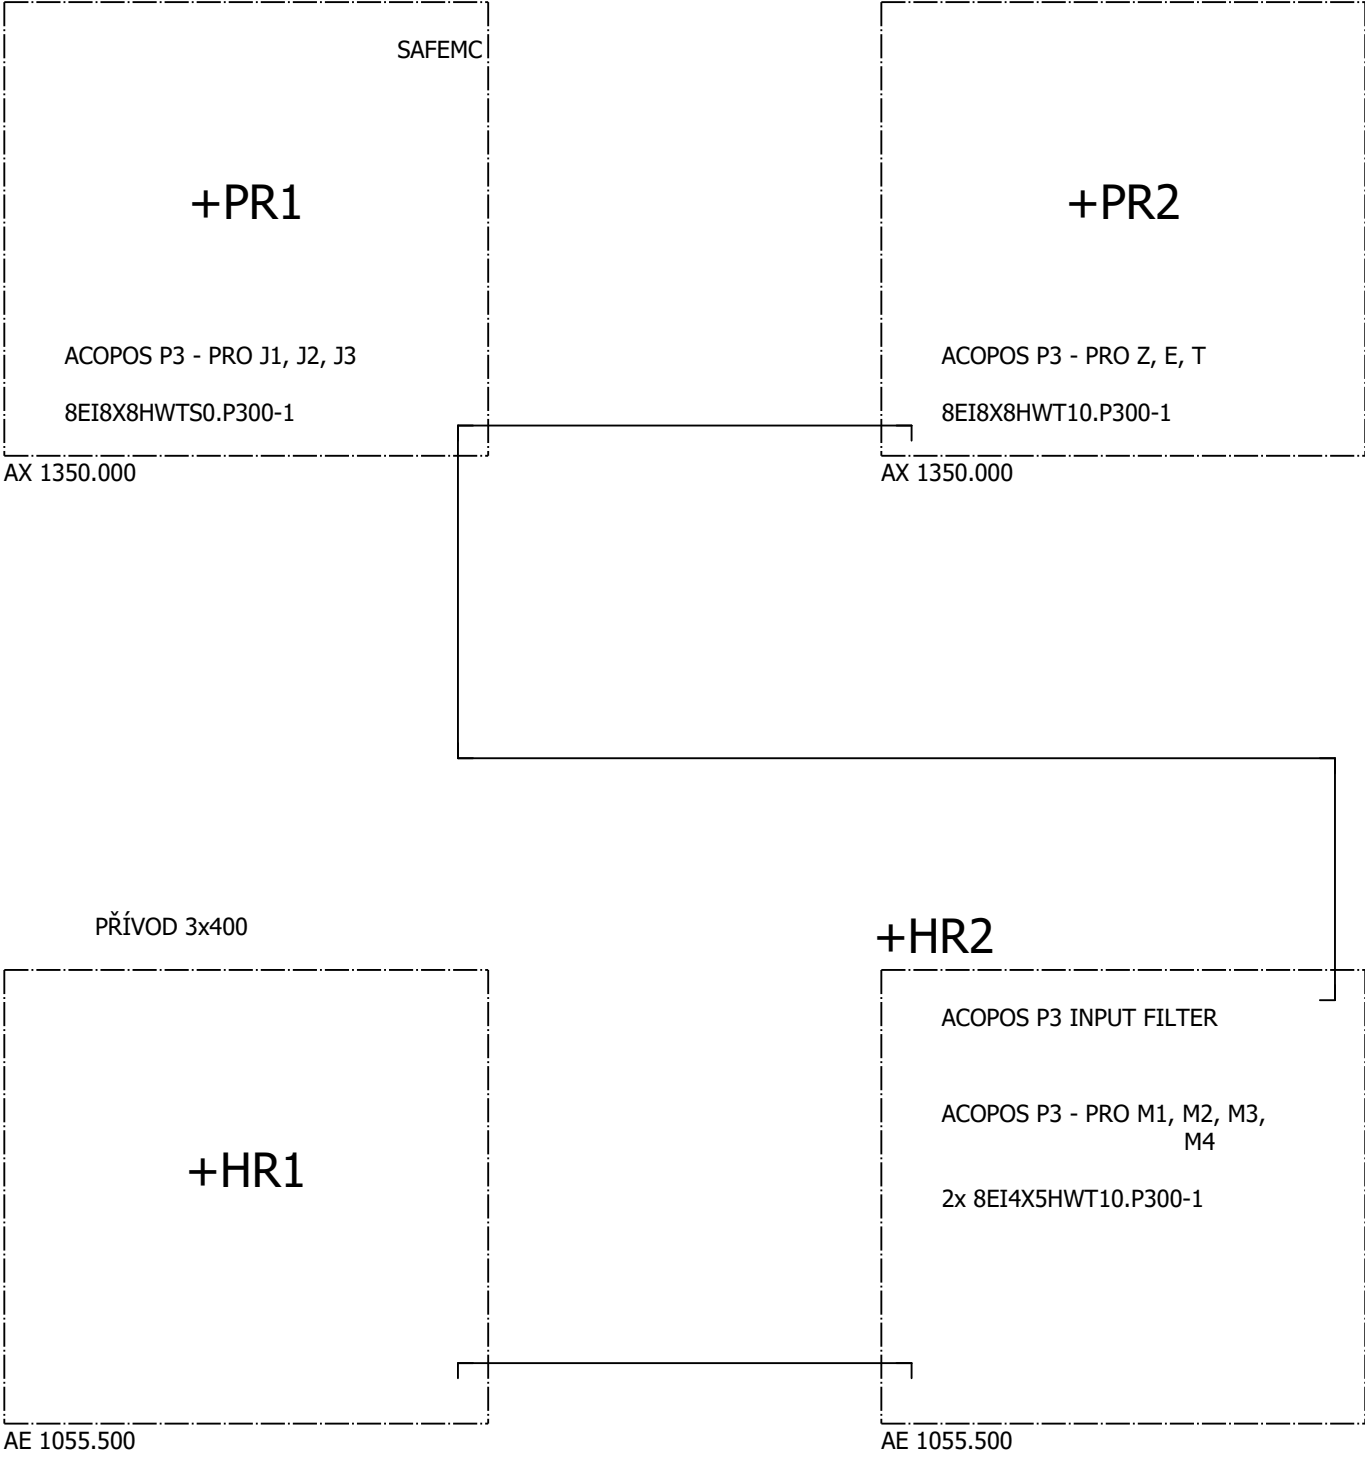 SAFEMC
+PR1
ACOPOS P3 - PRO J1, J2, J3
8EI8X8HWTS0.P300-1
AX 1350.000
+PR2
ACOPOS P3 - PRO Z, E, T
8EI8X8HWT10.P300-1
AX 1350.000
PŘÍVOD 3x400
+HR1
AE 1055.500
+HR2
ACOPOS P3 INPUT FILTER
ACOPOS P3 - PRO M1, M2, M3,
M4
2x 8EI4X5HWT10.P300-1
AE 1055.500